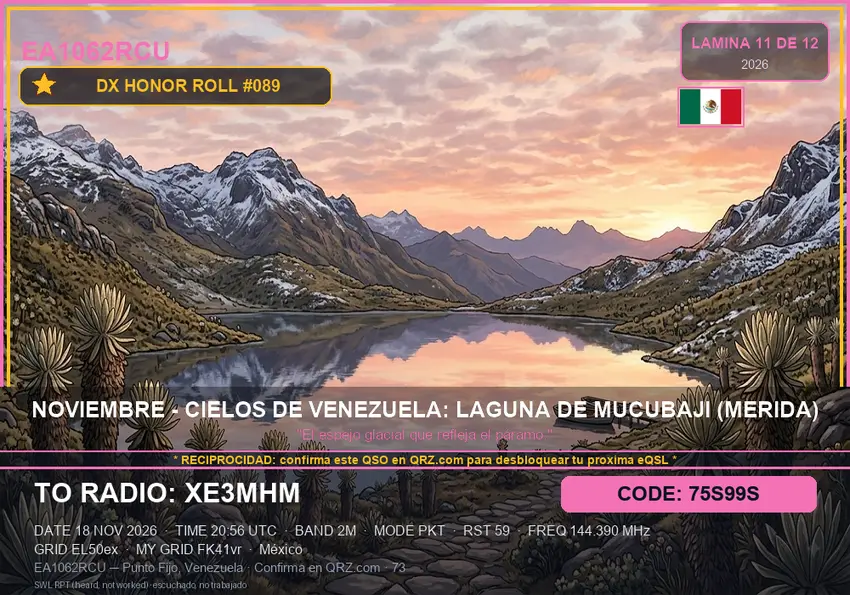 EA1062RCU
LAMINA 11 DE 12
2026
DX HONOR ROLL #089
NOVIEMBRE - CIELOS DE VENEZUELA: LAGUNA DE MUCUBAJI (MERIDA)
"El espejo glacial que refleja el paramo."
* RECIPROCIDAD: confirma este QSO en QRZ.com para desbloquear tu proxima eQSL *
TO RADIO: XE3MHM
CODE: 75S99S
DATE 18 NOV 2026 · TIME 20:56 UTC · BAND 2M · MODE PKT · RST 59 · FREQ 144.390 MHz
GRID EL50ex · MY GRID FK41vr · México
EA1062RCU — Punto Fijo, Venezuela · Confirma en QRZ.com · 73
SWL RPT (heard, not worked) · escuchado, no trabajado